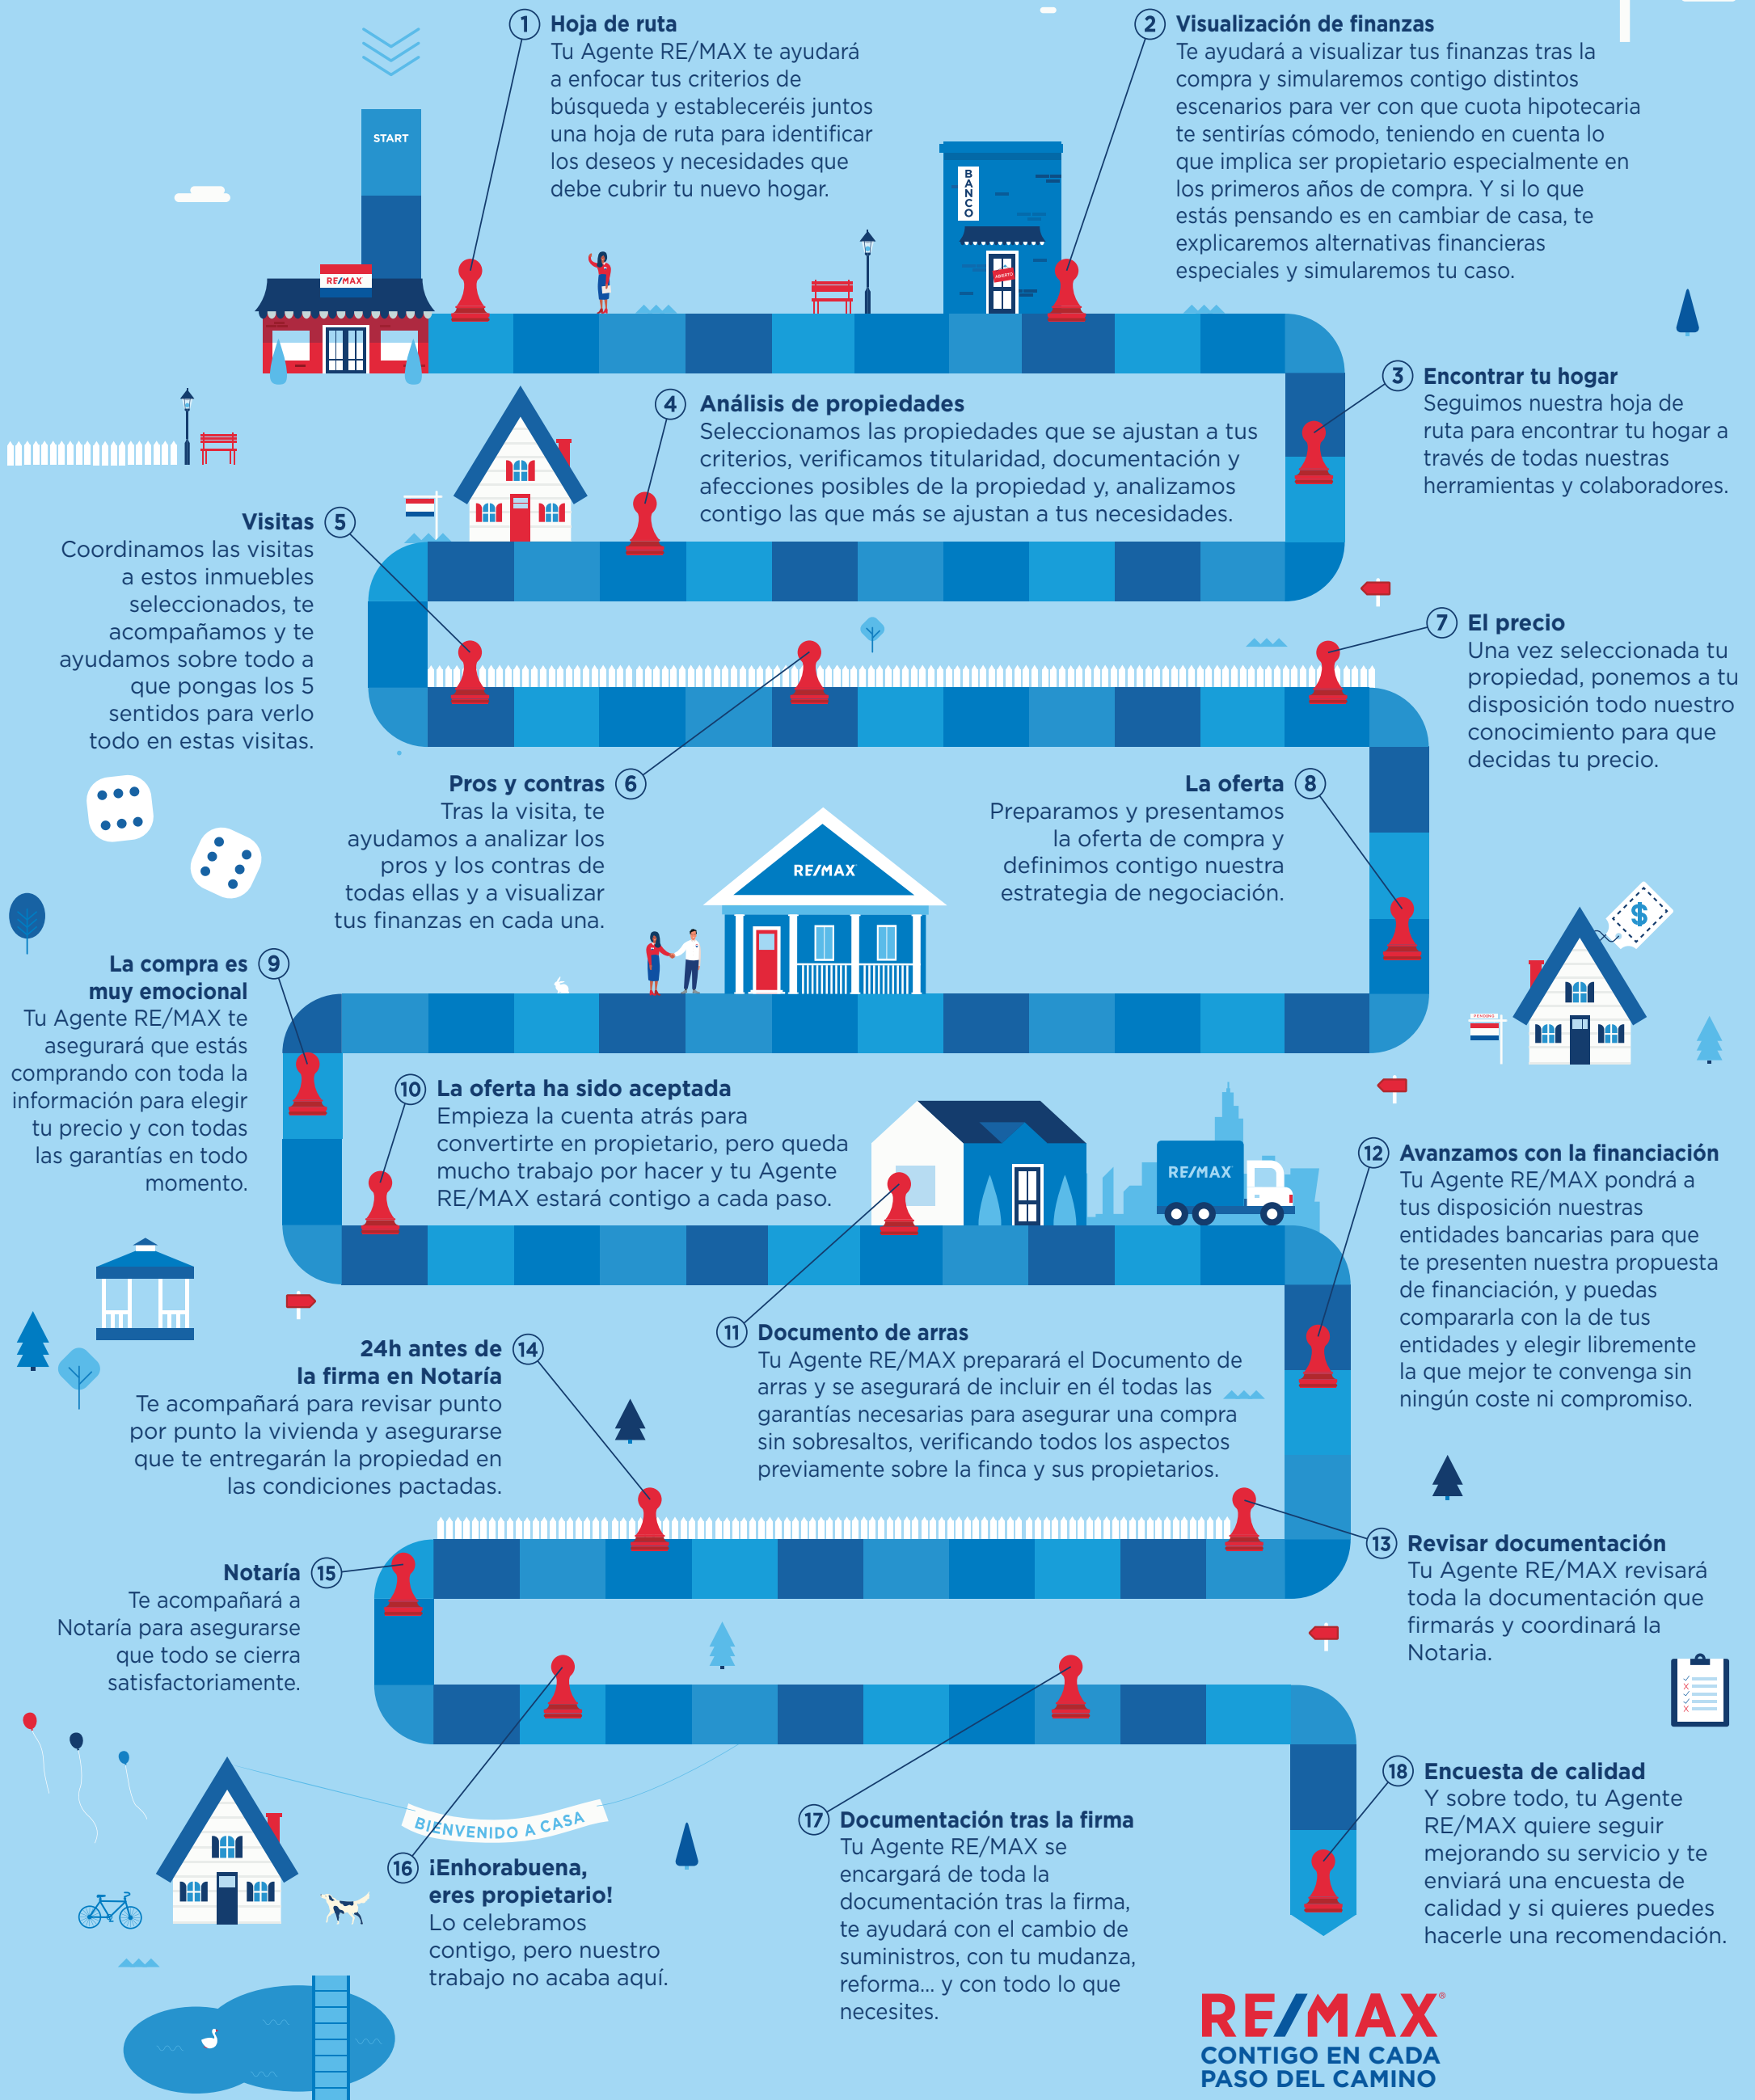 1 Hoja de ruta
Tu Agente RE/MAX te ayudará
a enfocar tus criterios de
búsqueda y estableceréis juntos
una hoja de ruta para identificar
los deseos y necesidades que
debe cubrir tu nuevo hogar.
2 Visualización de finanzas
Te ayudará a visualizar tus finanzas tras la
compra y simularemos contigo distintos
escenarios para ver con que cuota hipotecaria
te sentirías cómodo, teniendo en cuenta lo
que implica ser propietario especialmente en
los primeros años de compra. Y si lo que
estás pensando es en cambiar de casa, te
explicaremos alternativas financieras
especiales y simularemos tu caso.
START
BANCO
ABIERTO
RE/MAX
3 Encontrar tu hogar
Seguimos nuestra hoja de
ruta para encontrar tu hogar a
través de todas nuestras
herramientas y colaboradores.
4 Análisis de propiedades
Seleccionamos las propiedades que se ajustan a tus
criterios, verificamos titularidad, documentación y
afecciones posibles de la propiedad y, analizamos
contigo las que más se ajustan a tus necesidades.
Visitas 5
Coordinamos las visitas
a estos inmuebles
seleccionados, te
acompañamos y te
ayudamos sobre todo a
que pongas los 5
sentidos para verlo
todo en estas visitas.
Pros y contras 6
Tras la visita, te
ayudamos a analizar los
pros y los contras de
todas ellas y a visualizar
tus finanzas en cada una.
7 El precio
Una vez seleccionada tu
propiedad, ponemos a tu
disposición todo nuestro
conocimiento para que
decidas tu precio.
La oferta 8
Preparamos y presentamos
la oferta de compra y
definimos contigo nuestra
estrategia de negociación.
RE/MAX
$
La compra es 9
muy emocional
Tu Agente RE/MAX te
asegurará que estás
comprando con toda la
información para elegir
tu precio y con todas
las garantías en todo
momento.
10 La oferta ha sido aceptada
Empieza la cuenta atrás para
convertirte en propietario, pero queda
mucho trabajo por hacer y tu Agente
RE/MAX estará contigo a cada paso.
RE/MAX
11 Documento de arras
Tu Agente RE/MAX preparará el Documento de
arras y se asegurará de incluir en él todas las
garantías necesarias para asegurar una compra
sin sobresaltos, verificando todos los aspectos
previamente sobre la finca y sus propietarios.
12 Avanzamos con la financiación
Tu Agente RE/MAX pondrá a
tus disposición nuestras
entidades bancarias para que
te presenten nuestra propuesta
de financiación, y puedas
compararla con la de tus
entidades y elegir libremente
la que mejor te convenga sin
ningún coste ni compromiso.
13 Revisar documentación
Tu Agente RE/MAX revisará
toda la documentación que
firmarás y coordinará la
Notaria.
24h antes de 14
la firma en Notaría
Te acompañará para revisar punto
por punto la vivienda y asegurarse
que te entregarán la propiedad en
las condiciones pactadas.
Notaría 15
Te acompañará a
Notaría para asegurarse
que todo se cierra
satisfactoriamente.
BIENVENIDO A CASA
16 ¡Enhorabuena,
eres propietario!
Lo celebramos
contigo, pero nuestro
trabajo no acaba aquí.
17 Documentación tras la firma
Tu Agente RE/MAX se
encargará de toda la
documentación tras la firma,
te ayudará con el cambio de
suministros, con tu mudanza,
reforma... y con todo lo que
necesites.
18 Encuesta de calidad
Y sobre todo, tu Agente
RE/MAX quiere seguir
mejorando su servicio y te
enviará una encuesta de
calidad y si quieres puedes
hacerle una recomendación.
RE/MAX®
CONTIGO EN CADA
PASO DEL CAMINO